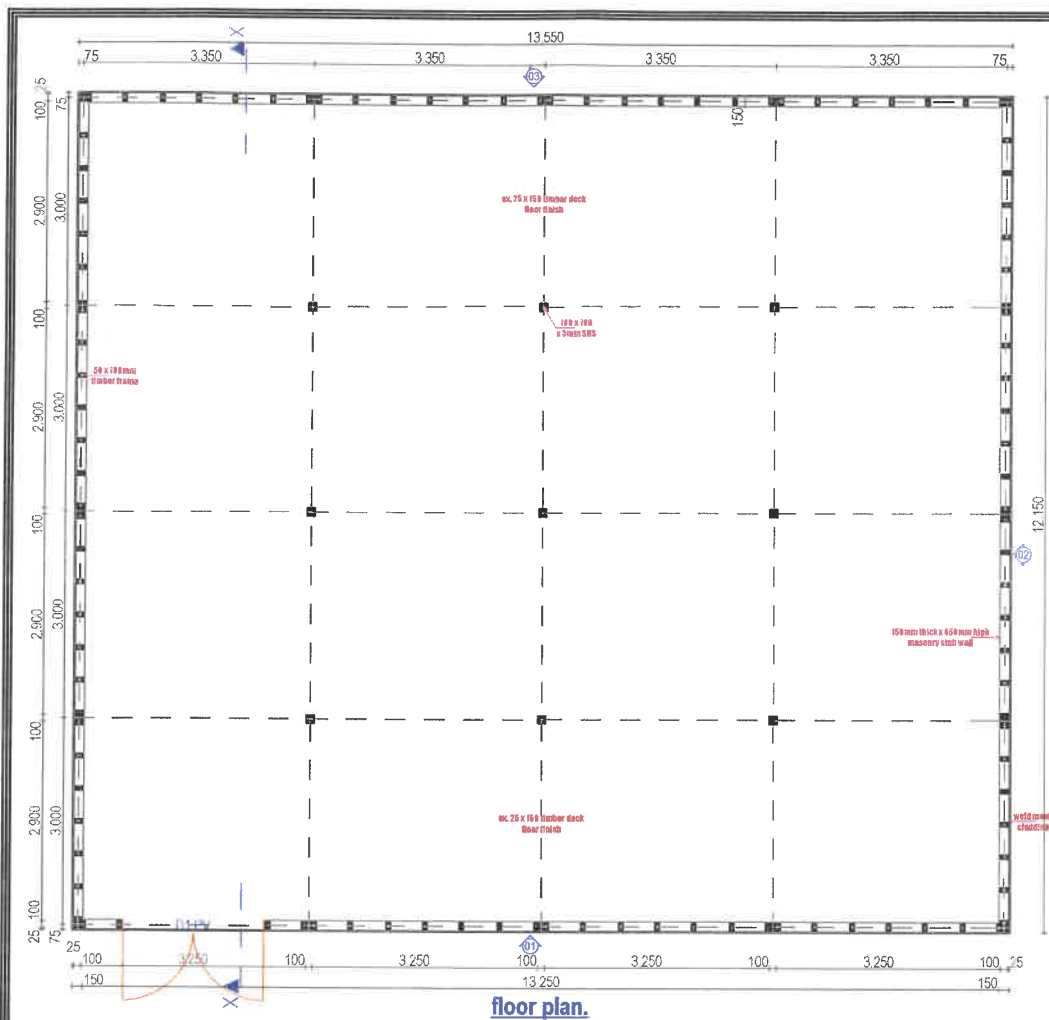 13.550
75 3.350 3.350 3.350 3.350 75
X
03
25
100
75
150
2.900
3.000
ex. 25 x 150 timber deck
floor finish
100
100 x 100
x 3mm SHS
50 x 100mm
timber frame
2.900
3.000
100
12.150
02
2.900
3.000
150mm thick x 450mm high
masonry stub wall
100
2.900
3.000
ex. 25 x 150 timber deck
floor finish
weld
100
25
75
01
25
100 3.250 100 3.250 100 3.250 100 3.250 100 25
150 13.250 150
X
floor plan.